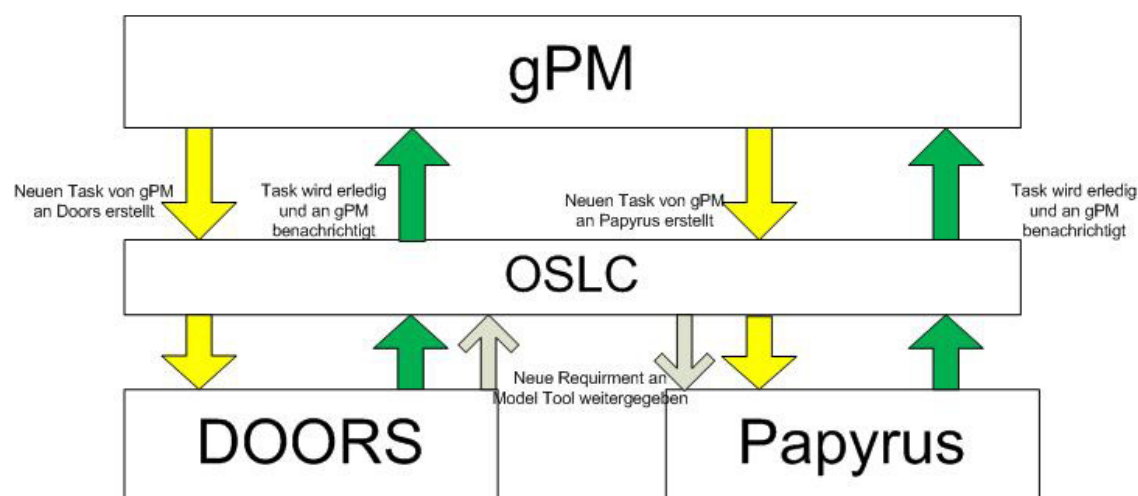 gPM
Neuen Task von gPM
an Doors erstellt
Task wird erledig
und an gPM
benachrichtigt
Neuen Task von gPM
an Papyrus erstellt
Task wird erledig
und an gPM
benachrichtigt
OSLC
Neue Requirment an
Model Tool weitergegeben
DOORS
Papyrus